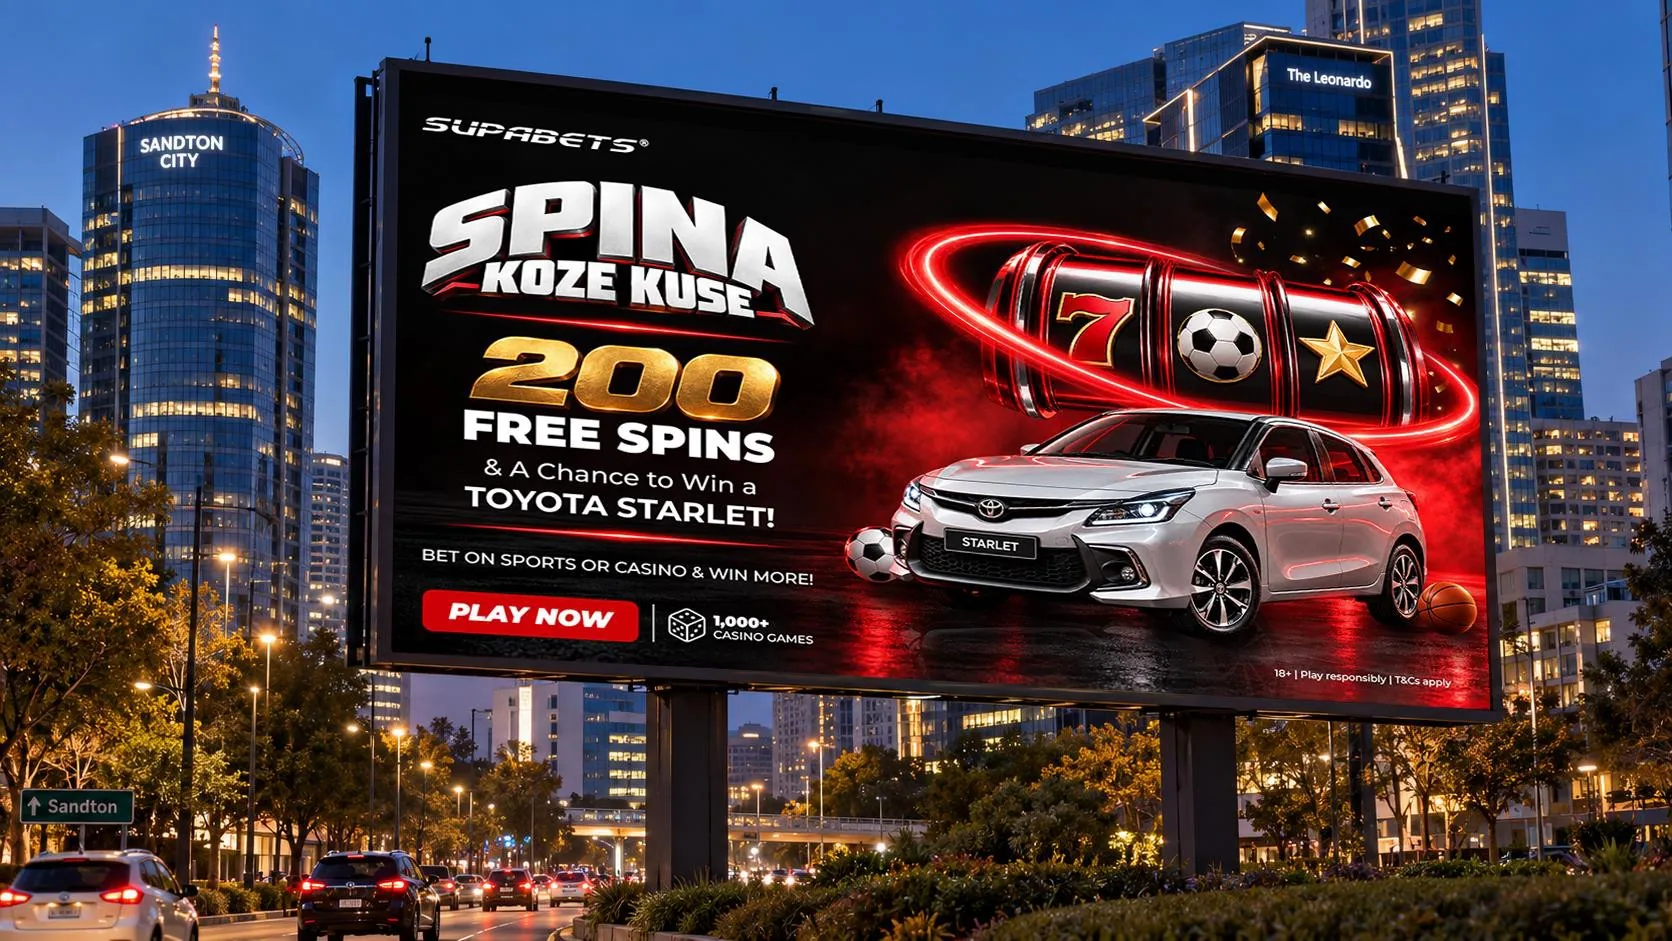 SUPABETS®
SPINA
KOZE KUSE
200
FREE SPINS
& A Chance to Win a
TOYOTA STARLET!
BET ON SPORTS OR CASINO & WIN MORE!
PLAY NOW
1,000+
CASINO GAMES
7
STARLET
18+ | Play responsibly | T&Cs apply
SANDTON
CITY
The Leonardo
↑ Sandton